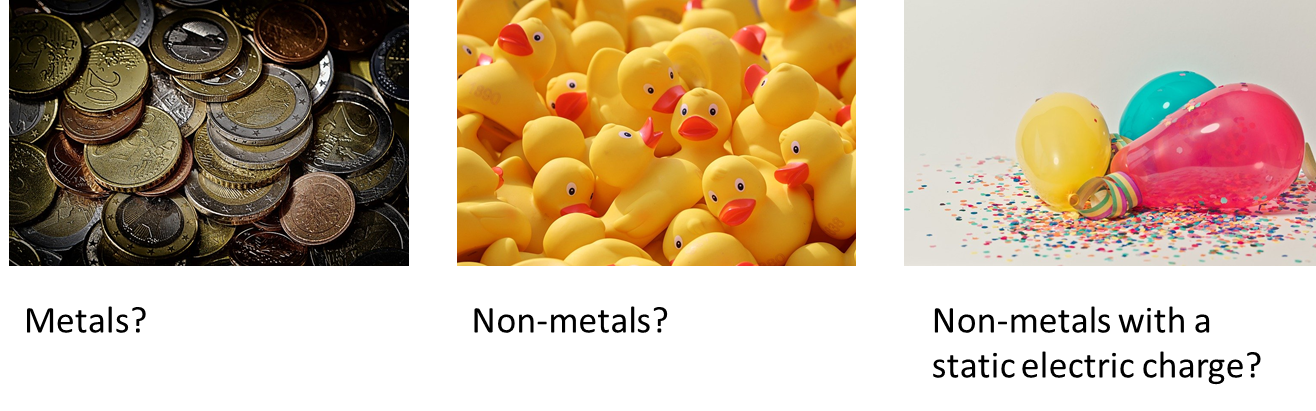 Metals?
Non-metals?
Non-metals with a
static electric charge?